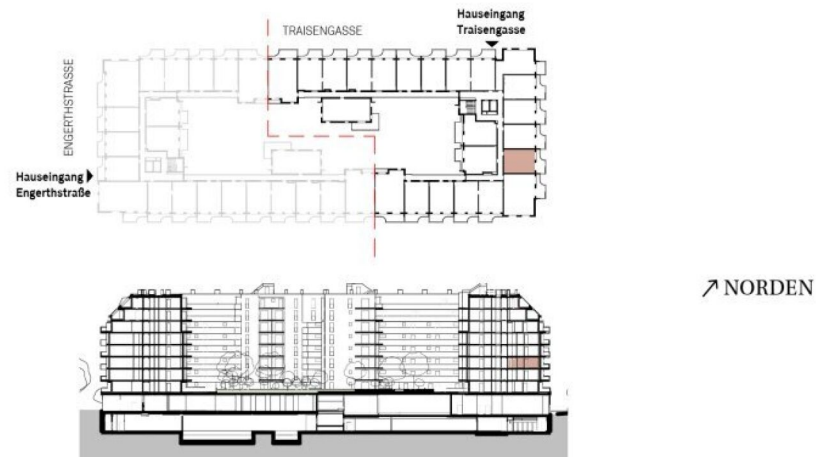 Hauseingang
Traisengasse
TRAISENGASSE
ENGERTHSTRASSE
Hauseingang
Engerthstraße
NORDEN